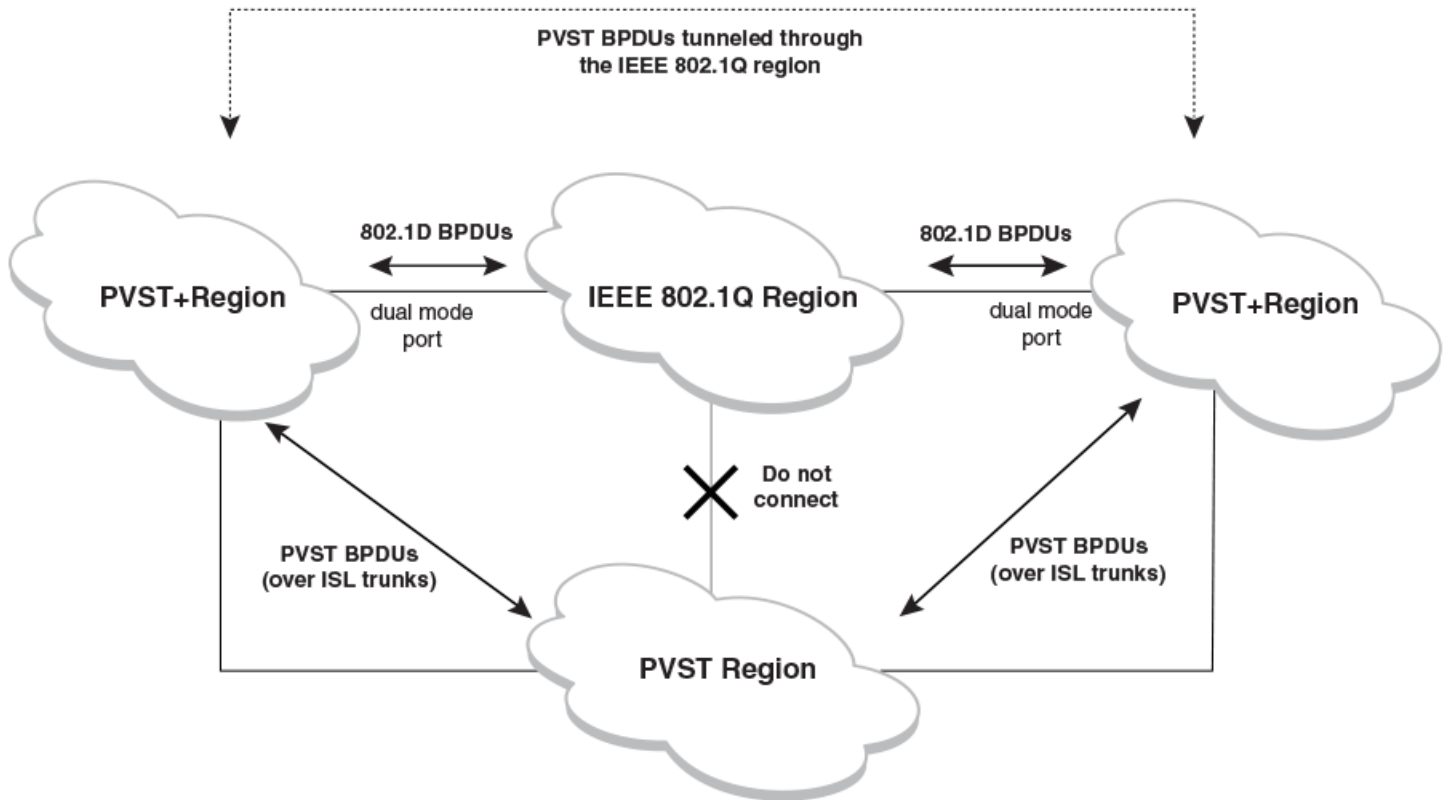 PVST BPDUs tunneled through
the IEEE 802.1Q region
802.1D BPDUs
802.1D BPDUs
PVST+Region
IEEE 802.1Q Region
PVST+Region
dual mode
port
dual mode
port
Do not
connect
PVST BPDUs
(over ISL trunks)
PVST BPDUs
(over ISL trunks)
PVST Region